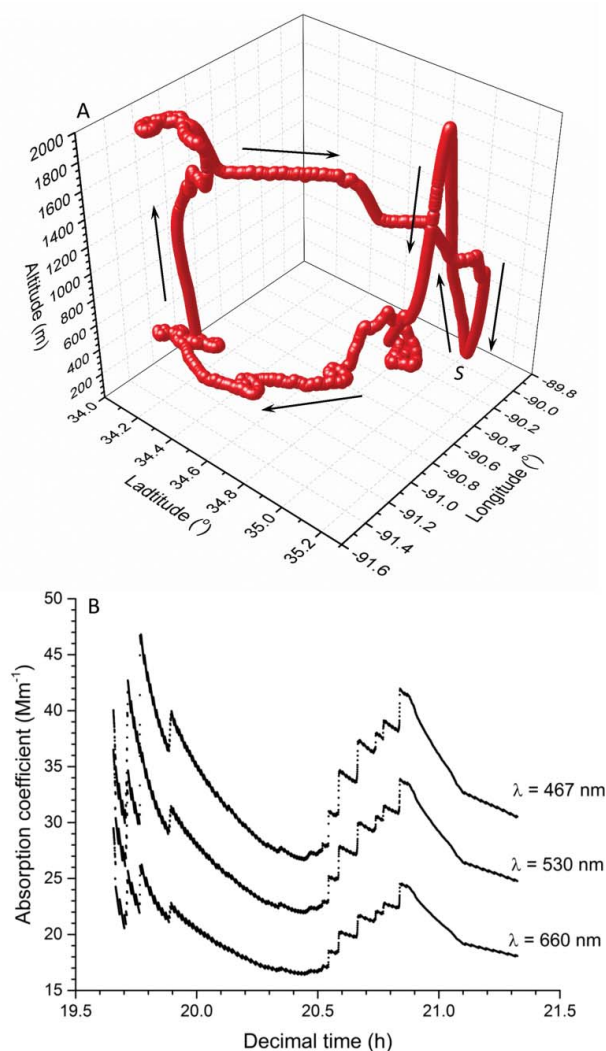 A
2000
1800
1600
1400
1200
1000
800
600
400
200
Altitude (m)
34.0
34.2
34.4
34.6
34.8
35.0
35.2
Ladtitude (°)
S
-89.8
-90.0
-90.2
-90.4
-90.6
-90.8
-91.0
-91.2
-91.4
-91.6
Longitude (°)
B
50
45
40
35
30
25
20
15
Absorption coefficient (Mm⁻¹)
λ = 467 nm
λ = 530 nm
λ = 660 nm
19.5 20.0 20.5 21.0 21.5
Decimal time (h)